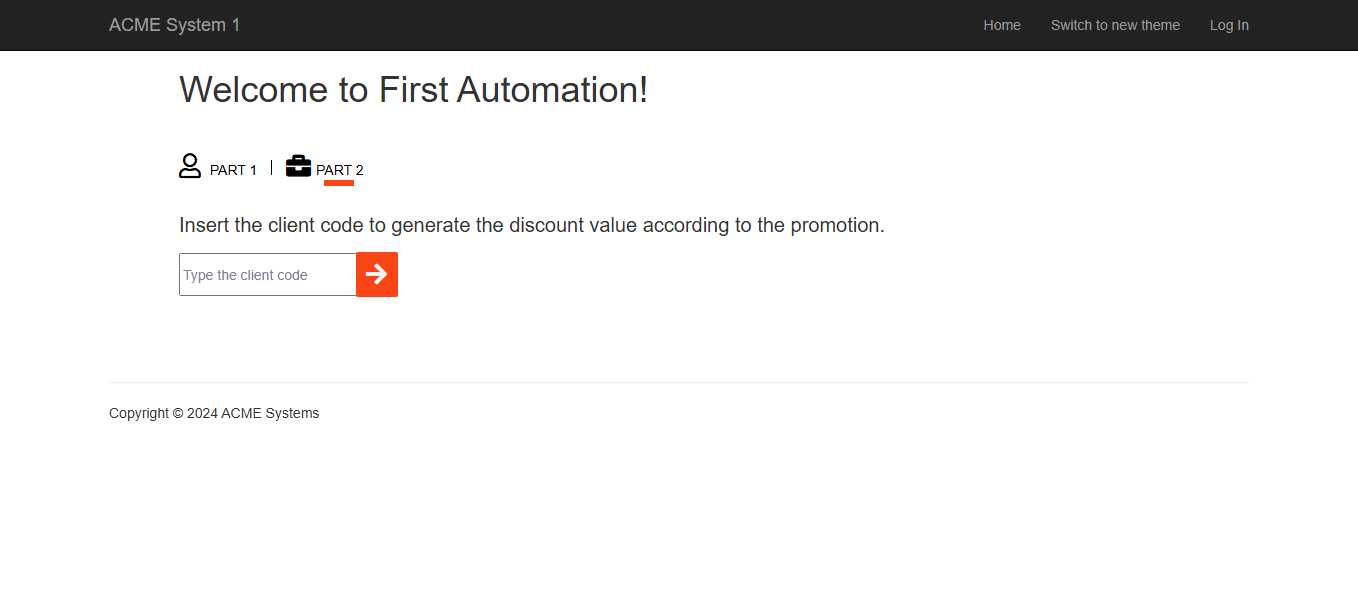 ACME System 1 Home Switch to new theme Log In
Welcome to First Automation!
PART 1 | PART 2
Insert the client code to generate the discount value according to the promotion.
Type the client code
Copyright © 2024 ACME Systems